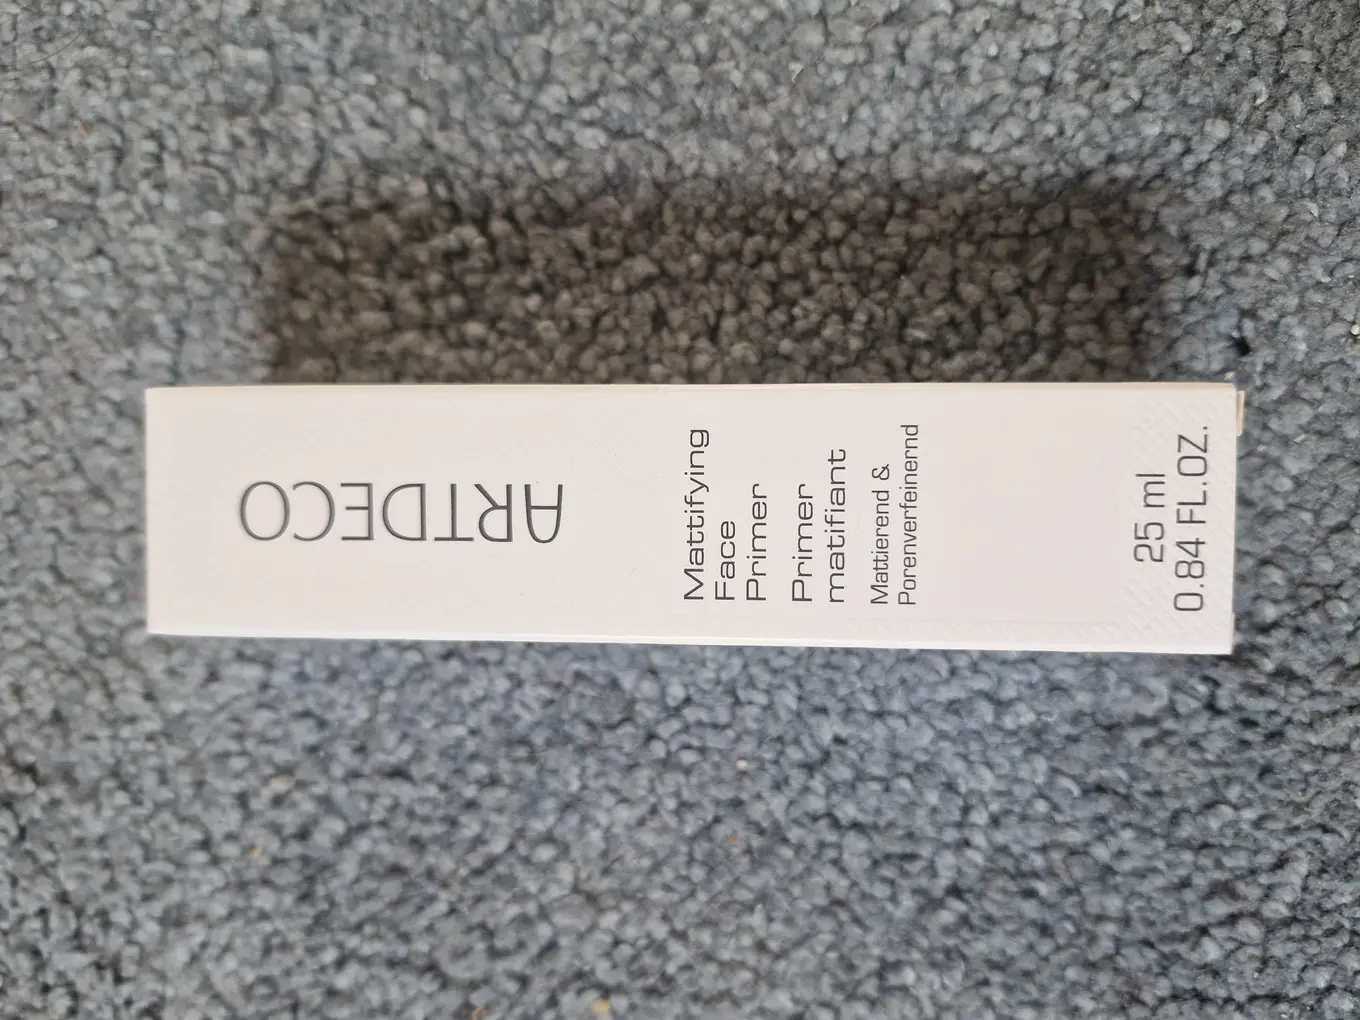 ARTDECO
Mattifying
Face
Primer
Primer
matifiant
Mattierend &
Porenverfeinernd
25 ml
0.84 FL.OZ.